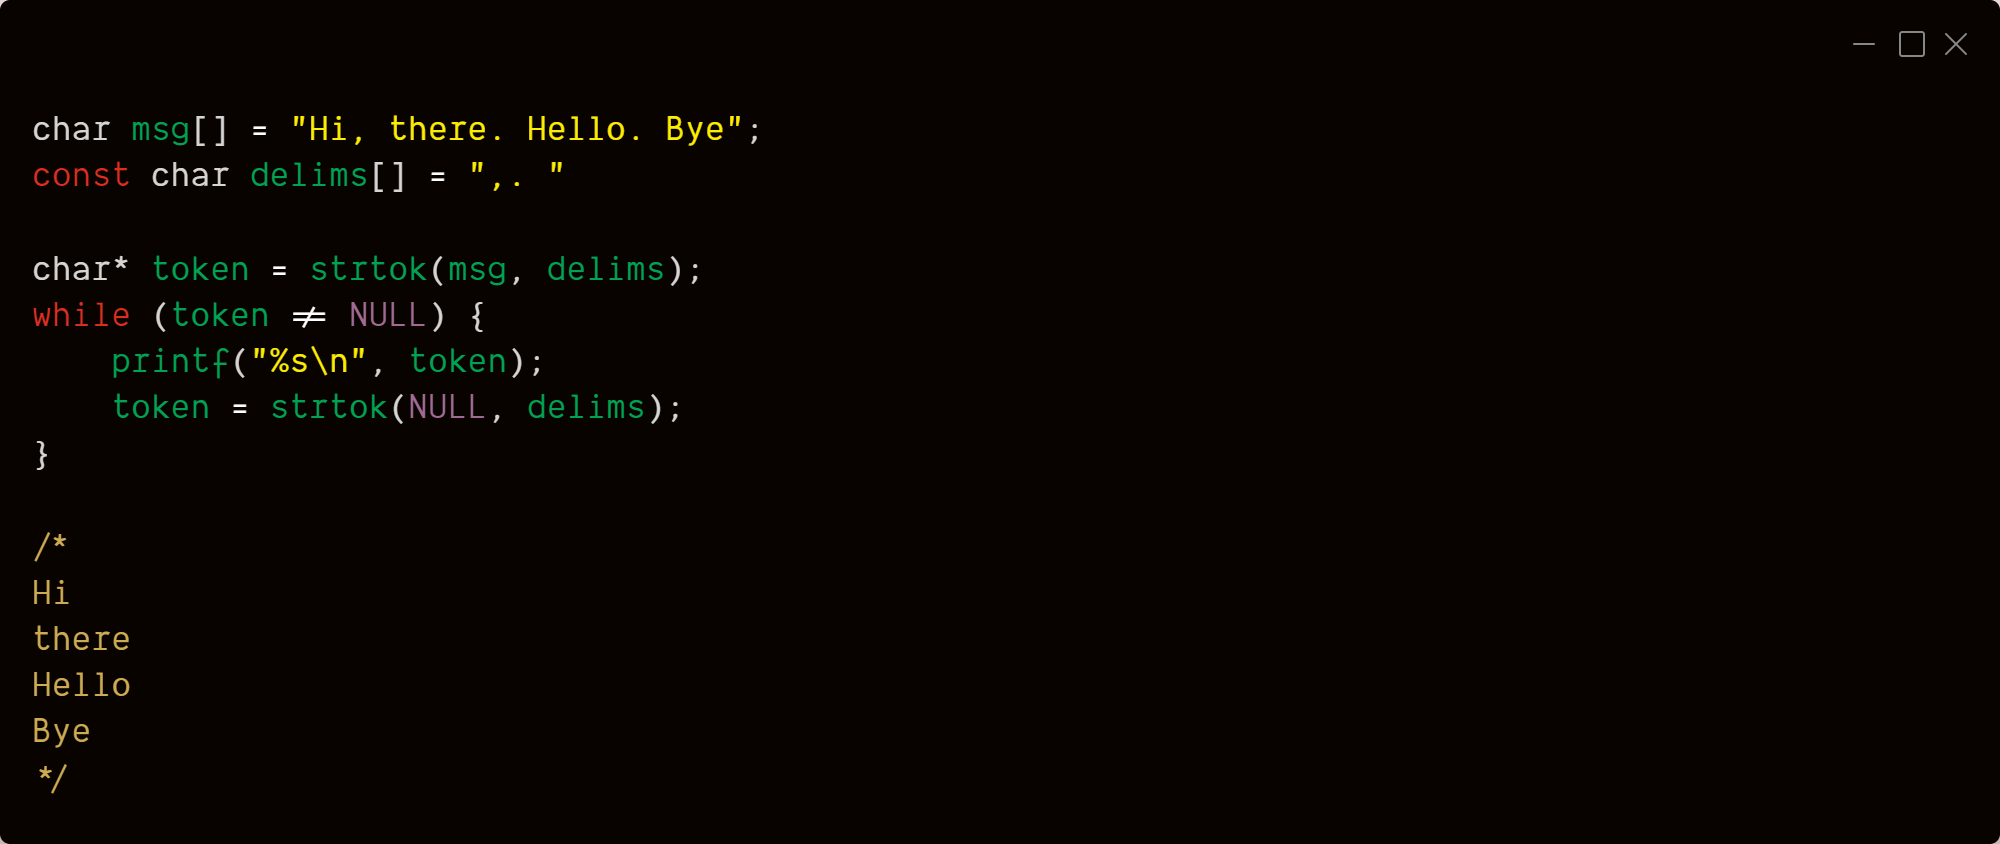 char msg[] = "Hi, there. Hello. Bye";
const char delims[] = ",. "
char* token = strtok(msg, delims);
while (token != NULL) {
    printf("%s\n", token);
    token = strtok(NULL, delims);
}
/*
Hi
there
Hello
Bye
*/